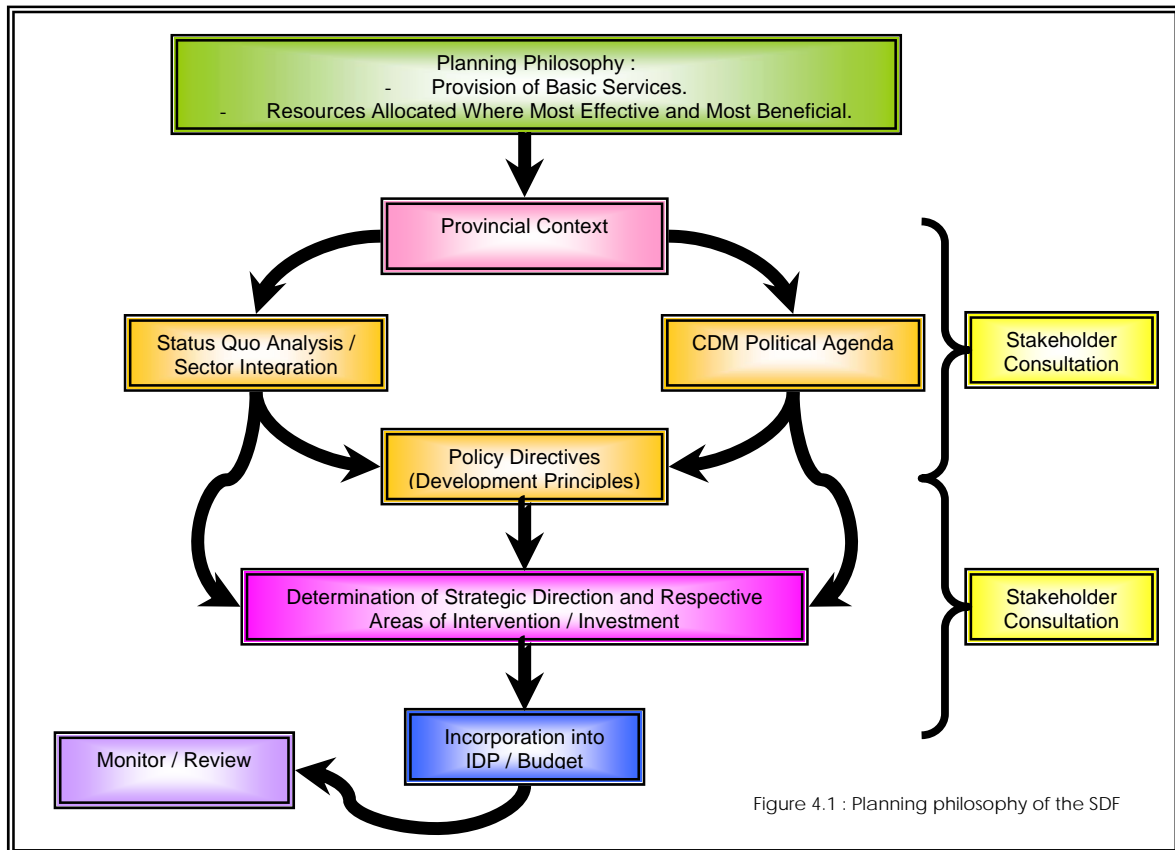 Planning Philosophy :
- Provision of Basic Services.
- Resources Allocated Where Most Effective and Most Beneficial.
Provincial Context
Status Quo Analysis /
Sector Integration
CDM Political Agenda
Stakeholder
Consultation
Policy Directives
(Development Principles)
Determination of Strategic Direction and Respective
Areas of Intervention / Investment
Stakeholder
Consultation
Incorporation into
IDP / Budget
Monitor / Review
Figure 4.1 : Planning philosophy of the SDF